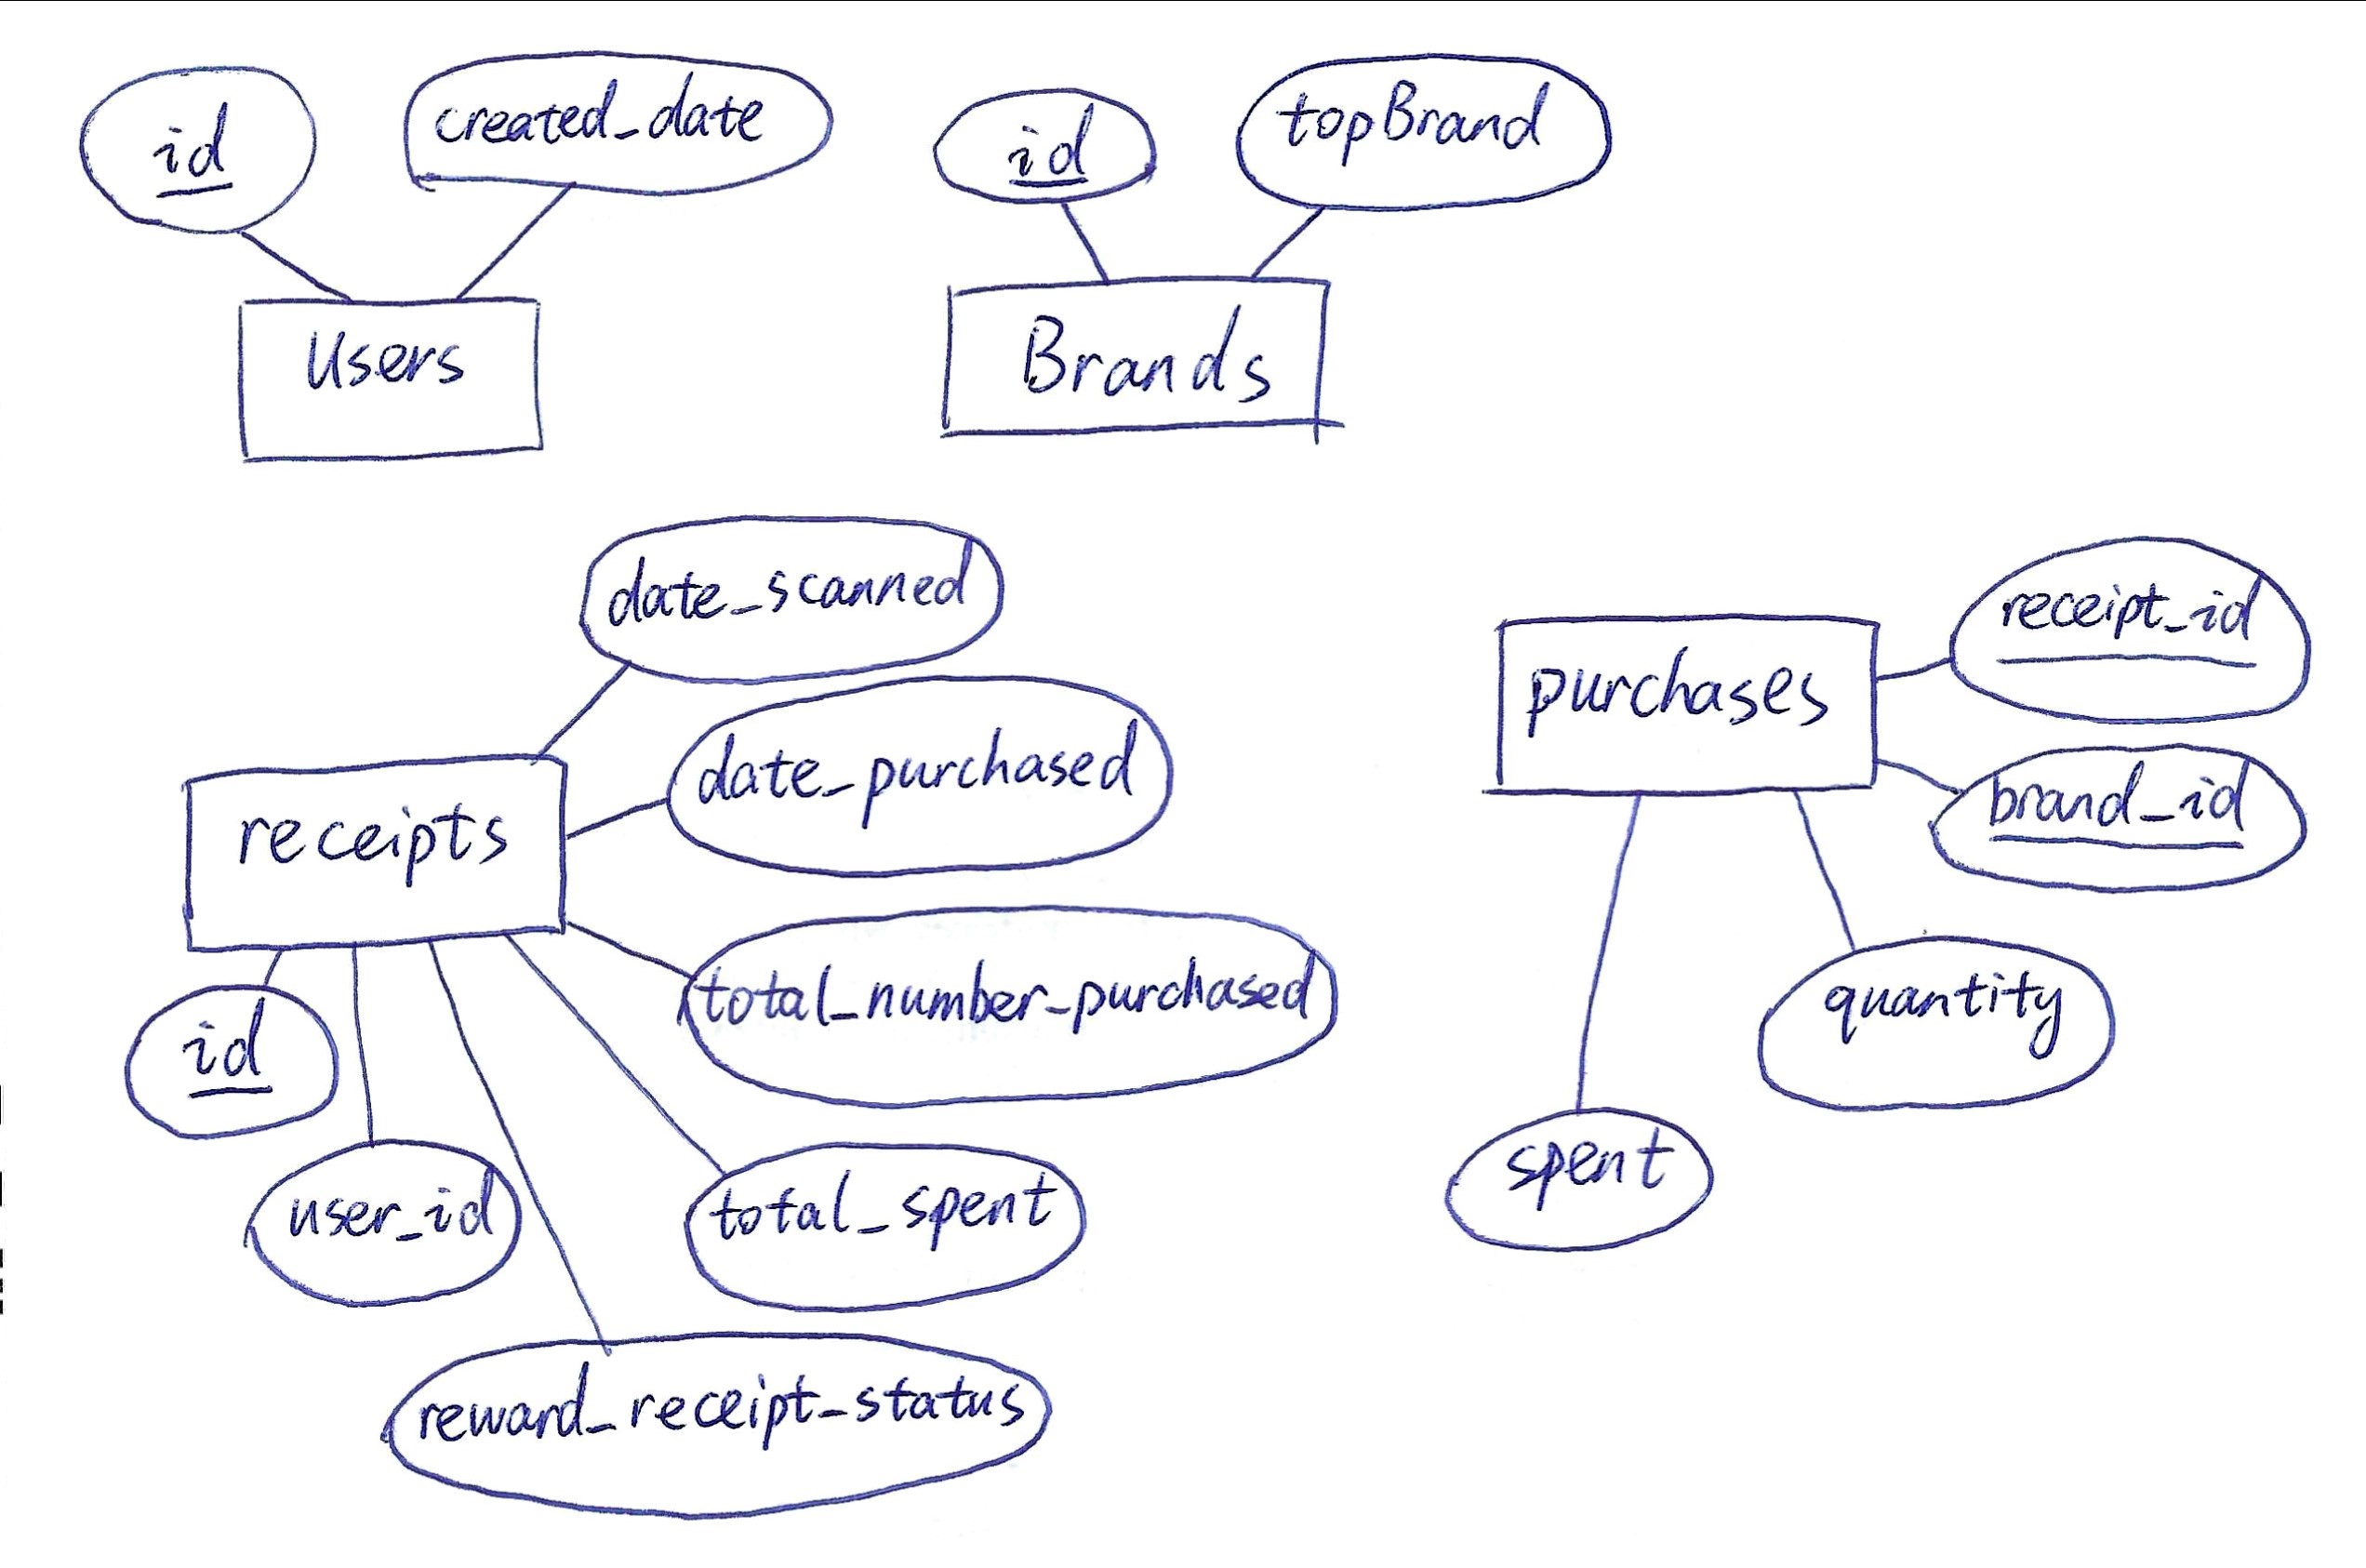 id
created_date
id
topBrand
Users
Brands
date_scanned
receipt_id
purchases
date_purchased
brand_id
receipts
total_number_purchased
quantity
id
spent
user_id
total_spent
reward_receipt_status